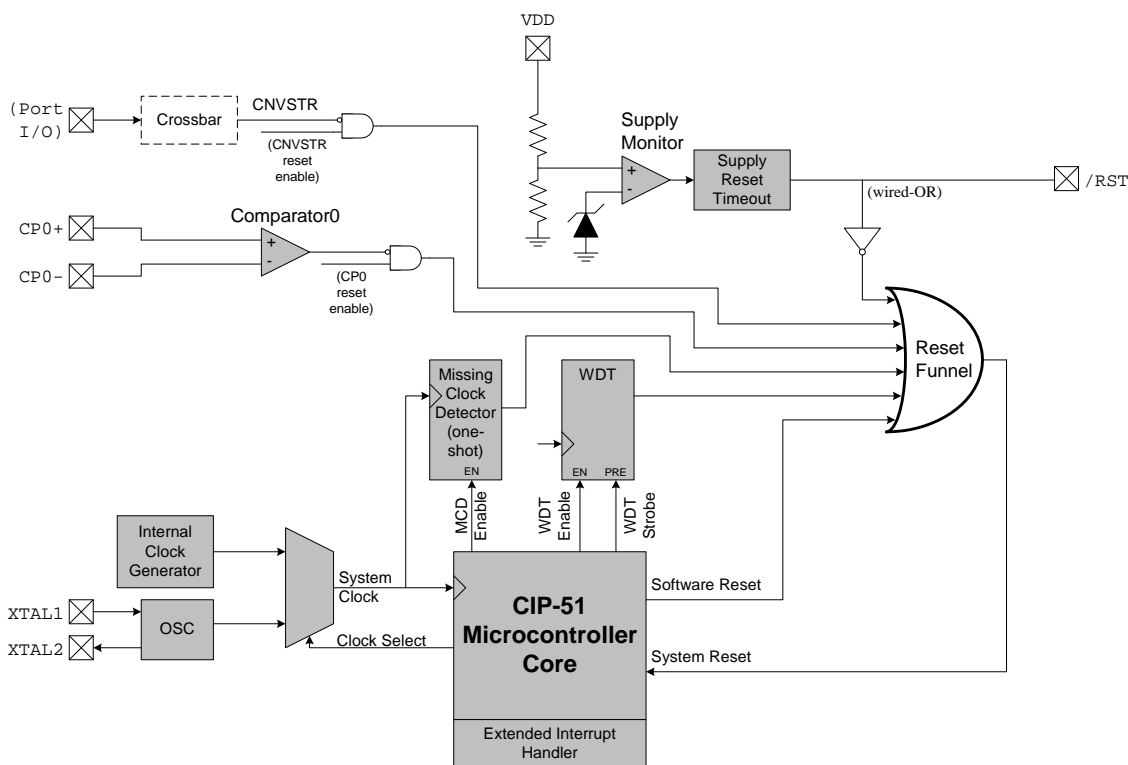 VDD
(Port
I/O)
Crossbar
CNVSTR
(CNVSTR
reset
enable)
Supply
Monitor
+
-
Supply
Reset
Timeout
(wired-OR)
/RST
CP0+
CP0-
Comparator0
+
-
(CP0
reset
enable)
Reset
Funnel
Missing
Clock
Detector
(one-
shot)
EN
WDT
EN
PRE
MCD
Enable
WDT
Enable
WDT
Strobe
Internal
Clock
Generator
System
Clock
XTAL1
XTAL2
OSC
Clock Select
CIP-51
Microcontroller
Core
Software Reset
System Reset
Extended Interrupt
Handler